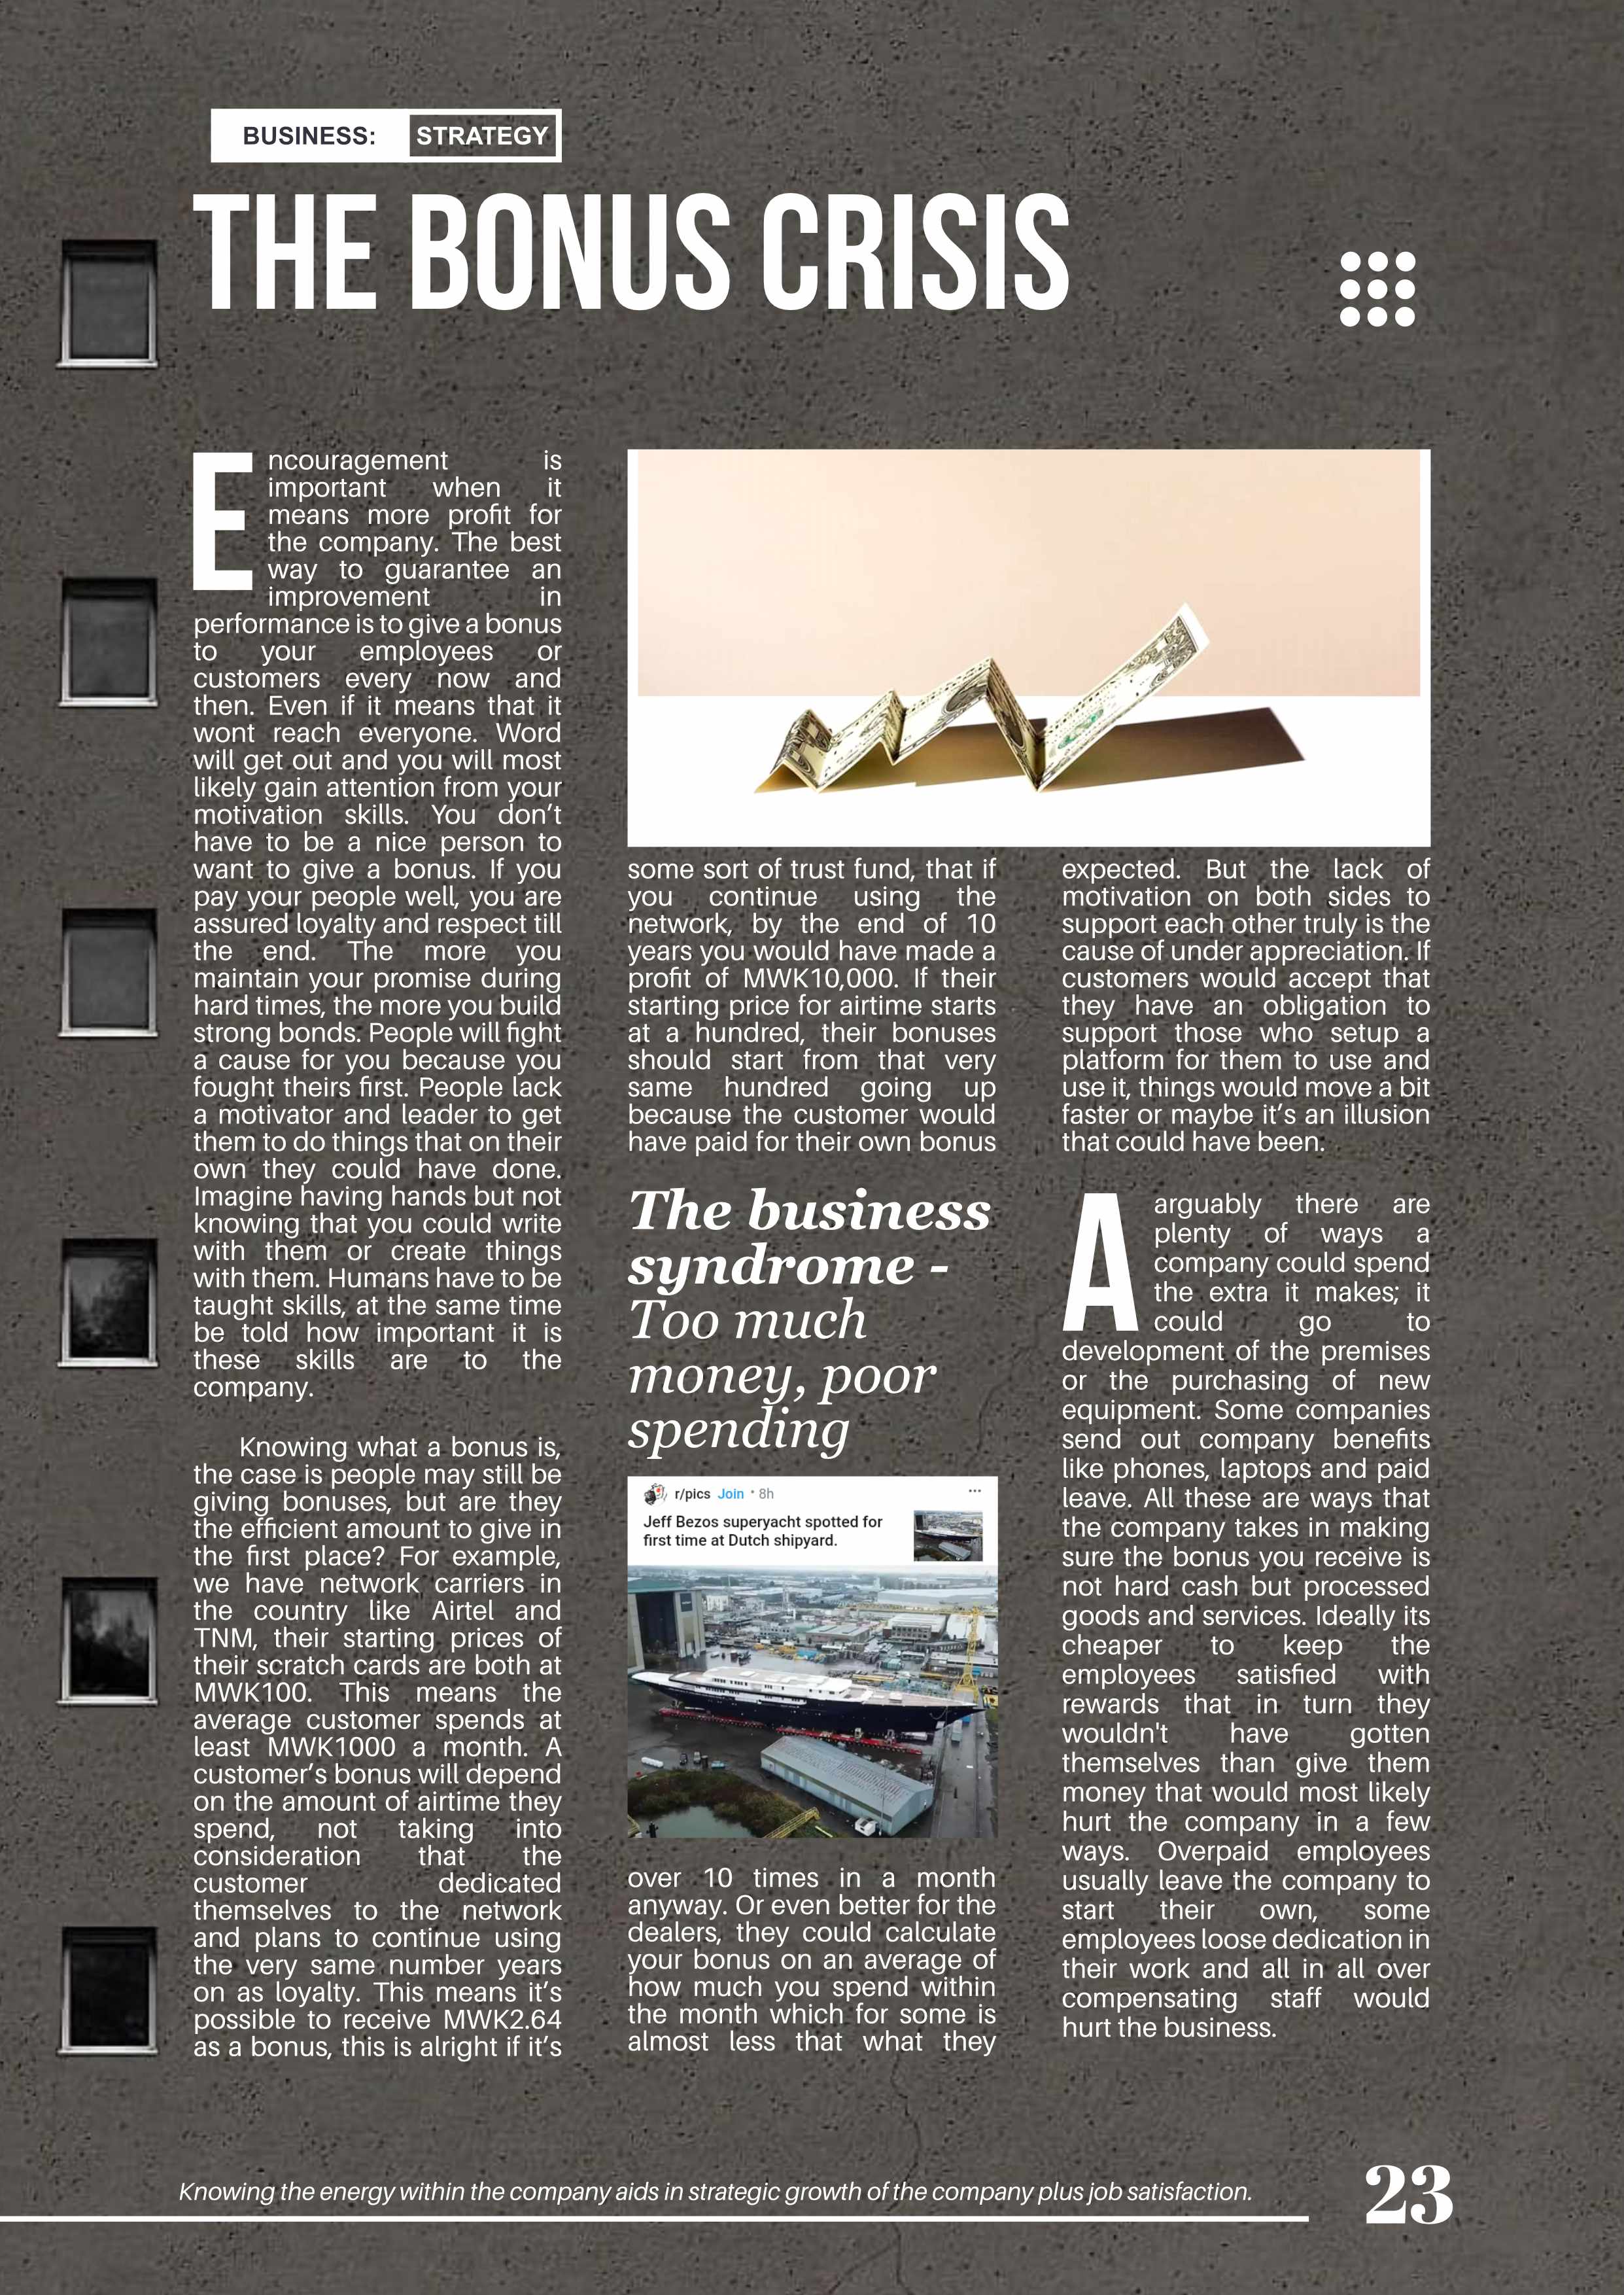 BUSINESS: STRATEGY
THE BONUS CRISIS
Encouragement is
important when it
means more profit for
the company. The best
way to guarantee an
improvement in
performance is to give a bonus
to your employees or
customers every now and
then. Even if it means that it
wont reach everyone. Word
will get out and you will most
likely gain attention from your
motivation skills. You don’t
have to be a nice person to
want to give a bonus. If you
pay your people well, you are
assured loyalty and respect till
the end. The more you
maintain your promise during
hard times, the more you build
strong bonds. People will fight
a cause for you because you
fought theirs first. People lack
a motivator and leader to get
them to do things that on their
own they could have done.
Imagine having hands but not
knowing that you could write
with them or create things
with them. Humans have to be
taught skills, at the same time
be told how important it is
these skills are to the
company.
Knowing what a bonus is,
the case is people may still be
giving bonuses, but are they
the efficient amount to give in
the first place? For example,
we have network carriers in
the country like Airtel and
TNM, their starting prices of
their scratch cards are both at
MWK100. This means the
average customer spends at
least MWK1000 a month. A
customer’s bonus will depend
on the amount of airtime they
spend, not taking into
consideration that the
customer dedicated
themselves to the network
and plans to continue using
the very same number years
on as loyalty. This means it’s
possible to receive MWK2.64
as a bonus, this is alright if it’s
some sort of trust fund, that if
you continue using the
network, by the end of 10
years you would have made a
profit of MWK10,000. If their
starting price for airtime starts
at a hundred, their bonuses
should start from that very
same hundred going up
because the customer would
have paid for their own bonus
The business
syndrome -
Too much
money, poor
spending
r/pics Join • 8h
Jeff Bezos superyacht spotted for
first time at Dutch shipyard.
over 10 times in a month
anyway. Or even better for the
dealers, they could calculate
your bonus on an average of
how much you spend within
the month which for some is
almost less that what they
expected. But the lack of
motivation on both sides to
support each other truly is the
cause of under appreciation. If
customers would accept that
they have an obligation to
support those who setup a
platform for them to use and
use it, things would move a bit
faster or maybe it’s an illusion
that could have been.
A arguably there are
plenty of ways a
company could spend
the extra it makes; it
could go to
development of the premises
or the purchasing of new
equipment. Some companies
send out company benefits
like phones, laptops and paid
leave. All these are ways that
the company takes in making
sure the bonus you receive is
not hard cash but processed
goods and services. Ideally its
cheaper to keep the
employees satisfied with
rewards that in turn they
wouldn't have gotten
themselves than give them
money that would most likely
hurt the company in a few
ways. Overpaid employees
usually leave the company to
start their own, some
employees loose dedication in
their work and all in all over
compensating staff would
hurt the business.
Knowing the energy within the company aids in strategic growth of the company plus job satisfaction.
23